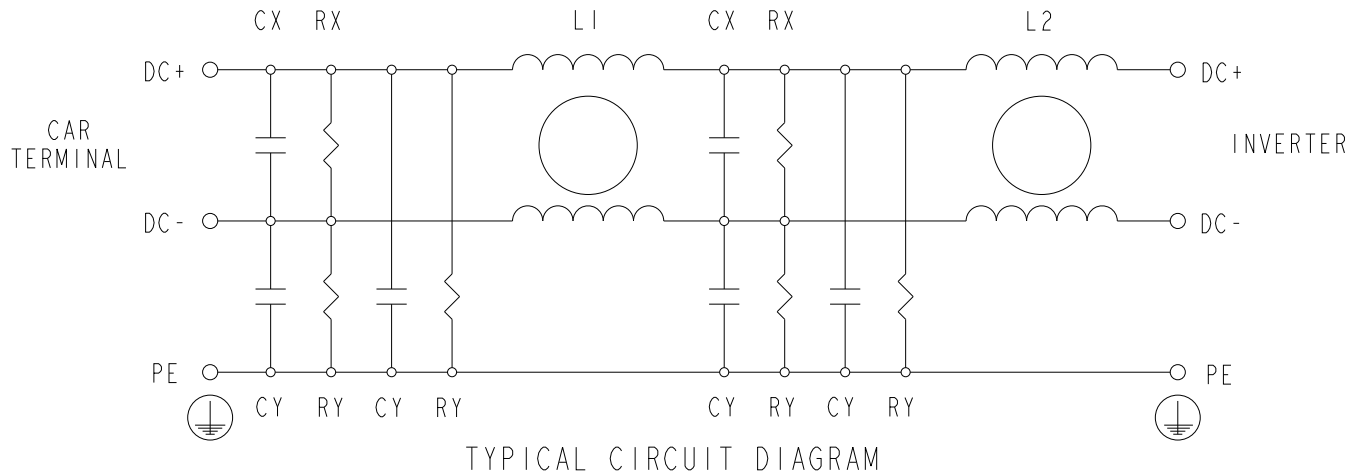 CX RX L1 CX RX L2
DC+ DC+
CAR
TERMINAL
INVERTER
DC- DC-
PE PE
CY RY CY RY CY RY CY RY
TYPICAL CIRCUIT DIAGRAM